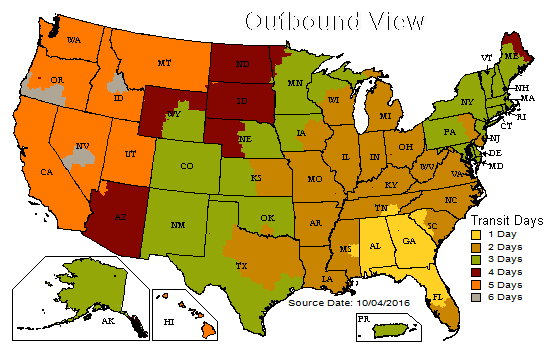 Outbound View
WA
MT
ND
ME
VT
OR
ID
MN
NH
MA
SD
WI
NY
WY
MI
RI
CT
IA
PA
NV
NE
NJ
OH
IL
IN
DE
UT
MD
CO
WV
CA
KS
MO
VA
KY
NC
TN
AZ
NM
OK
AR
SC
Transit Days
1 Day
2 Days
3 Days
4 Days
5 Days
6 Days
MS
AL
GA
TX
LA
FL
Source Date: 10/04/2016
AK
HI
PR